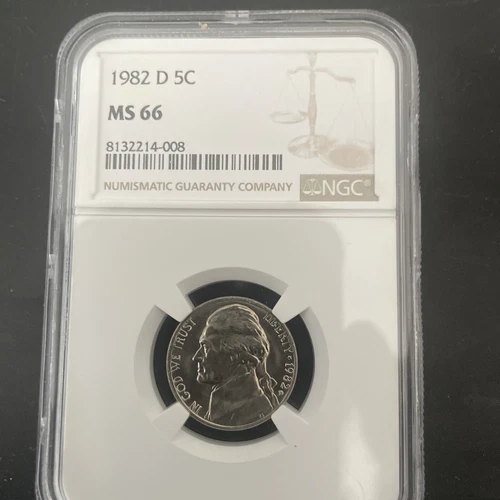 1982 D 5C
MS 66
8132214-008
NUMISMATIC GUARANTY COMPANY
NGC
IN GOD WE TRUST
LIBERTY 1982 D